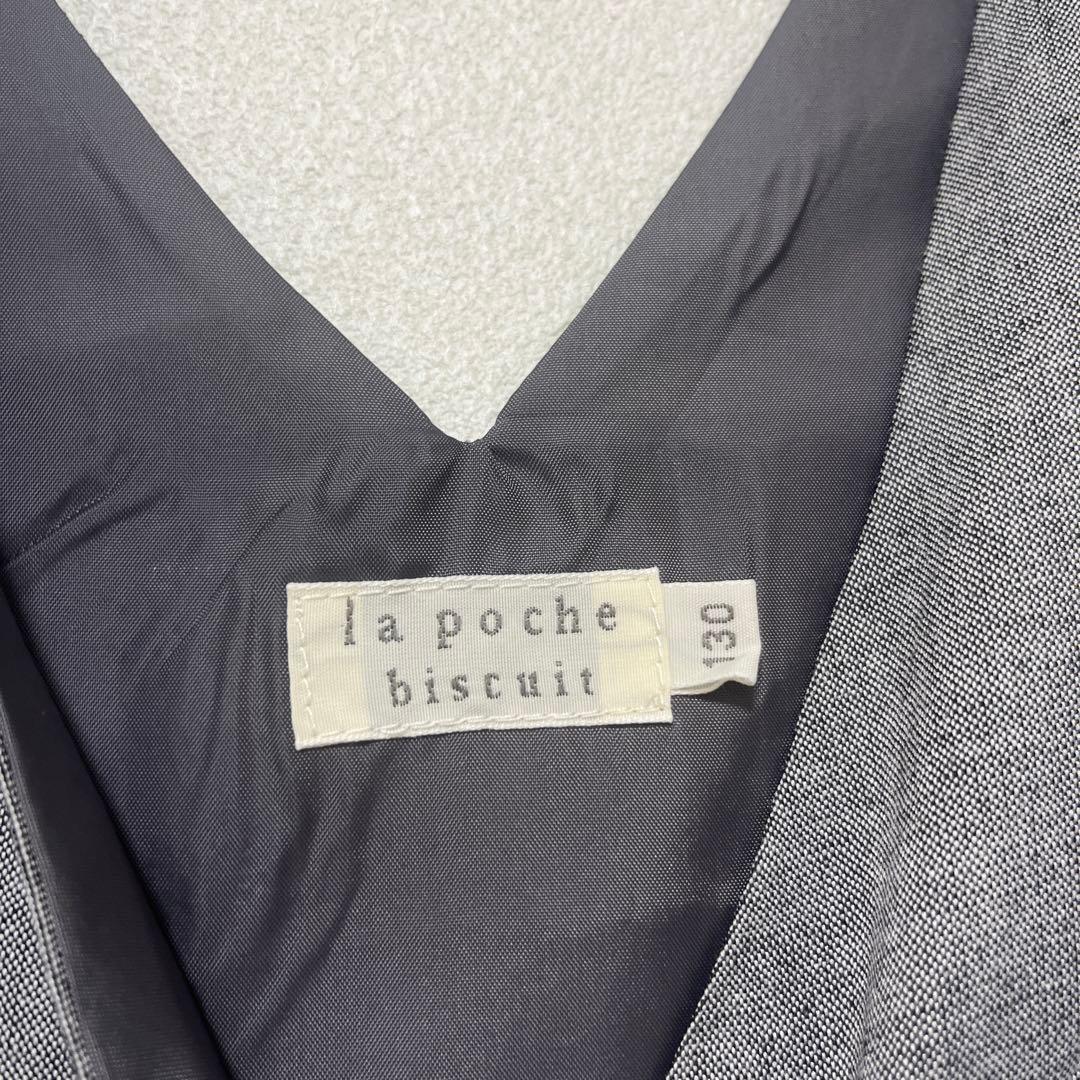 la poche
biscuit
130